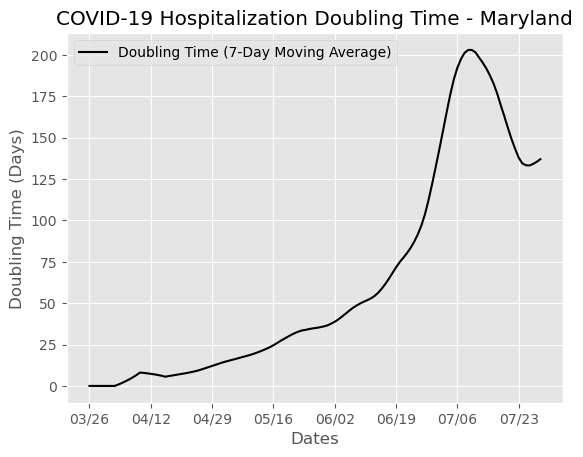 COVID-19 Hospitalization Doubling Time - Maryland
Doubling Time (7-Day Moving Average)
200
175
150
125
100
75
50
25
0
Doubling Time (Days)
03/26 04/12 04/29 05/16 06/02 06/19 07/06 07/23
Dates